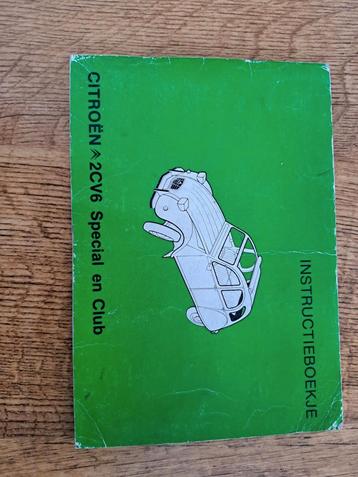 INSTRUCTIEBOEKJE
CITROËN 2CV6 Special en Club